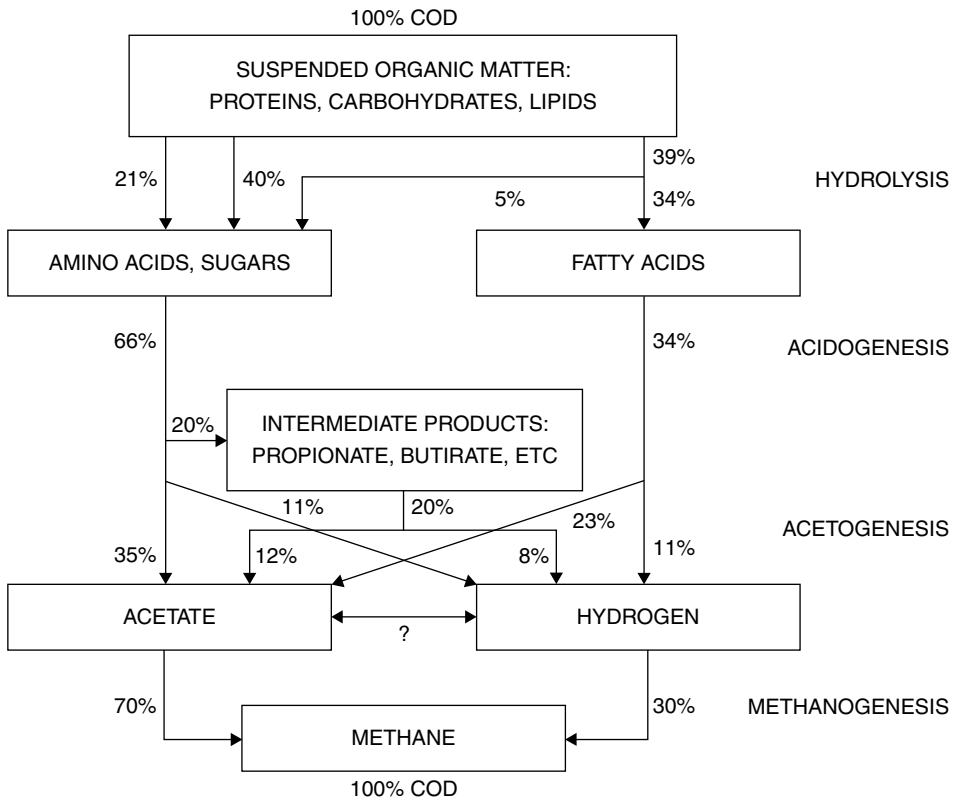 100% COD
SUSPENDED ORGANIC MATTER:
PROTEINS, CARBOHYDRATES, LIPIDS
39%
21%
40%
HYDROLYSIS
5%
34%
AMINO ACIDS, SUGARS
FATTY ACIDS
66%
34%
ACIDOGENESIS
20%
INTERMEDIATE PRODUCTS:
PROPIONATE, BUTIRATE, ETC
11%
20%
23%
ACETOGENESIS
35%
12%
8%
11%
ACETATE
HYDROGEN
?
70%
30%
METHANOGENESIS
METHANE
100% COD